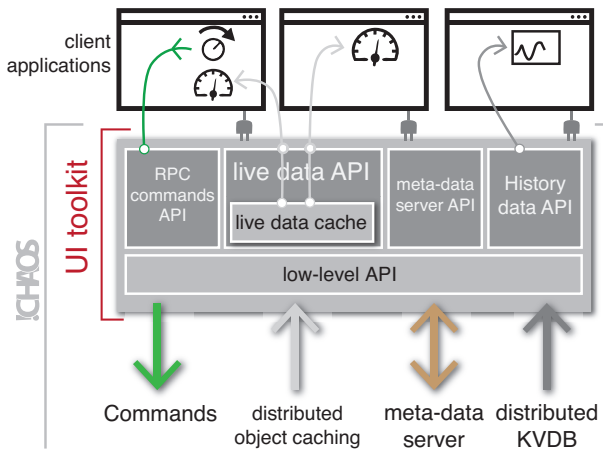 client
applications
UI toolkit
!CHAOS
RPC
commands
API
live data API
live data cache
meta-data
server API
History
data API
low-level API
Commands
distributed
object caching
meta-data
server
distributed
KVDB